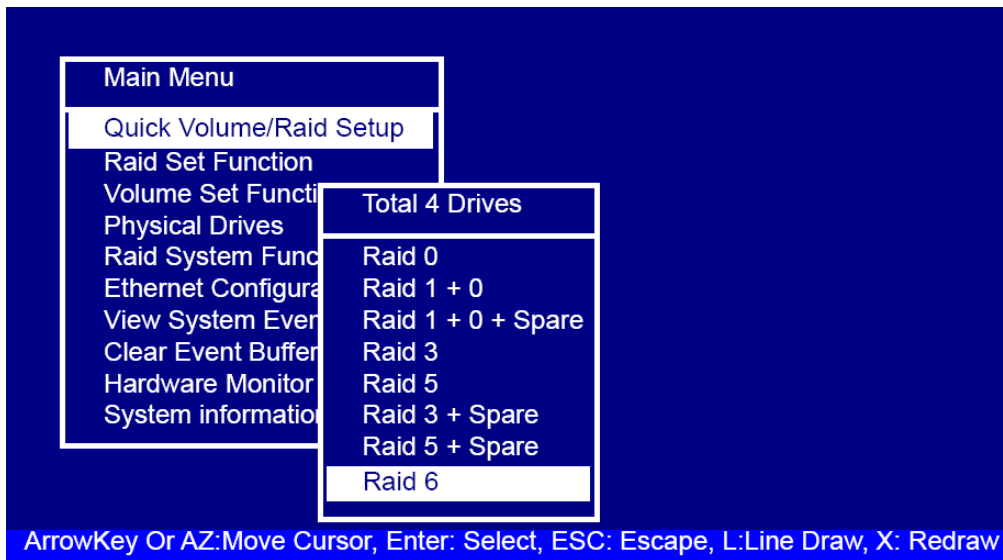 Main Menu
Quick Volume/Raid Setup
Raid Set Function
Volume Set Functi
Physical Drives
Raid System Func
Ethernet Configura
View System Even
Clear Event Buffer
Hardware Monitor
System information
Total 4 Drives
Raid 0
Raid 1 + 0
Raid 1 + 0 + Spare
Raid 3
Raid 5
Raid 3 + Spare
Raid 5 + Spare
Raid 6
ArrowKey Or AZ:Move Cursor, Enter: Select, ESC: Escape, L:Line Draw, X: Redraw